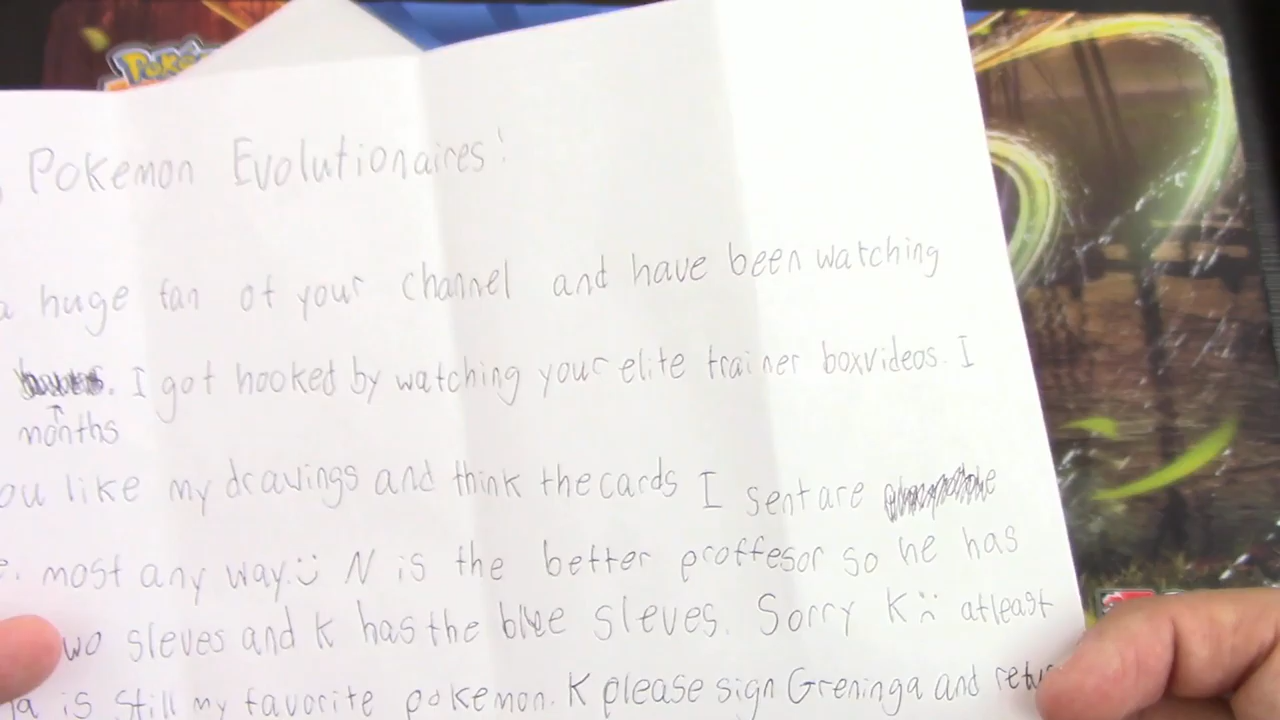 Poké
Pokemon Evolutionaires!
a huge fan of your channel and have been watching
. I got hooked by watching your elite trainer boxvideos. I
months
ou like my drawings and think the cards I sent are
e. most any way. N is the better proffesor so he has
wo sleves and K has the blue sleves. Sorry K atleast
is still my favorite pokemon. K please sign Greninga and retu